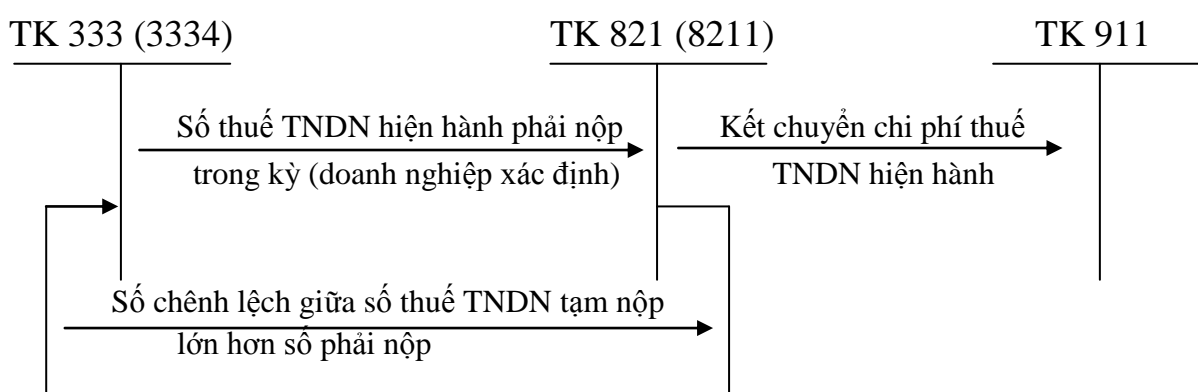 TK 333 (3334)
TK 821 (8211)
TK 911
Số thuế TNDN hiện hành phải nộp
trong kỳ (doanh nghiệp xác định)
Kết chuyển chi phí thuế
TNDN hiện hành
Số chênh lệch giữa số thuế TNDN tạm nộp
lớn hơn số phải nộp